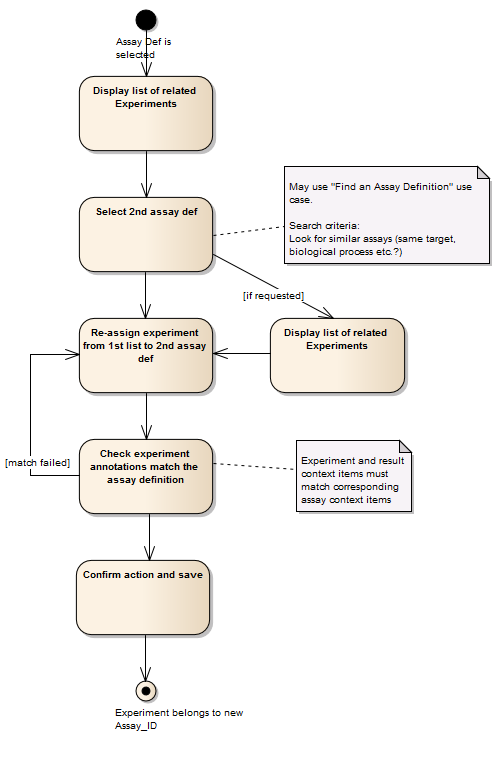 Assay Def is
selected
Display list of related
Experiments
Select 2nd assay def
May use "Find an Assay Definition" use
case.
Search criteria:
Look for similar assays (same target,
biological process etc.?)
[if requested]
Re-assign experiment
from 1st list to 2nd assay
def
Display list of related
Experiments
[match failed]
Check experiment
annotations match the
assay definition
Experiment and result
context items must
match corresponding
assay context items
Confirm action and save
Experiment belongs to new
Assay_ID